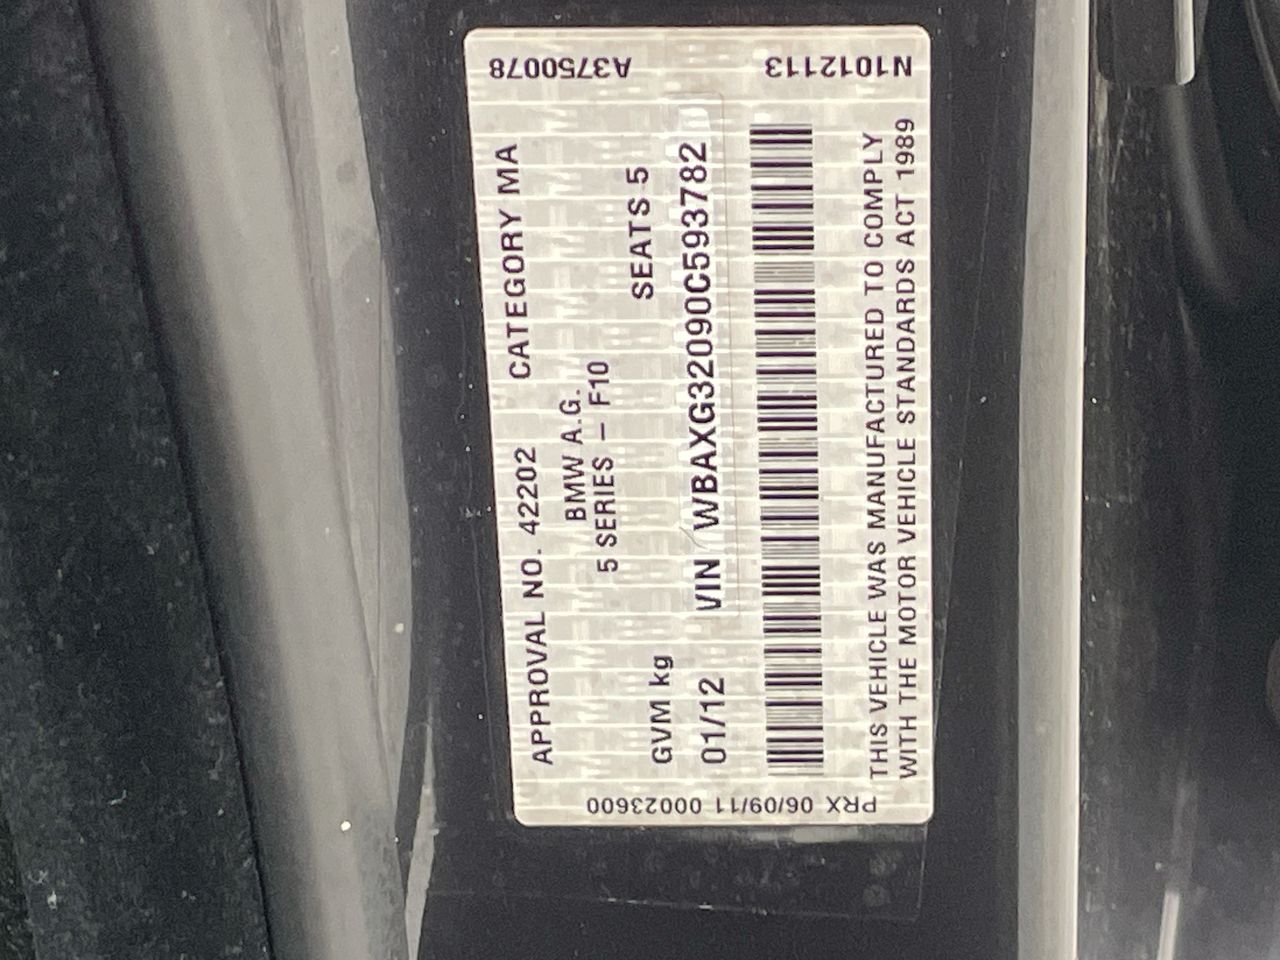 A3750078
N1012113
APPROVAL NO. 42202 CATEGORY MA
BMW A.G.
5 SERIES – F10
GVM kg SEATS 5
01/12 VIN WBAXG32090C593782
THIS VEHICLE WAS MANUFACTURED TO COMPLY
WITH THE MOTOR VEHICLE STANDARDS ACT 1989
PRX 06/09/11 00023600